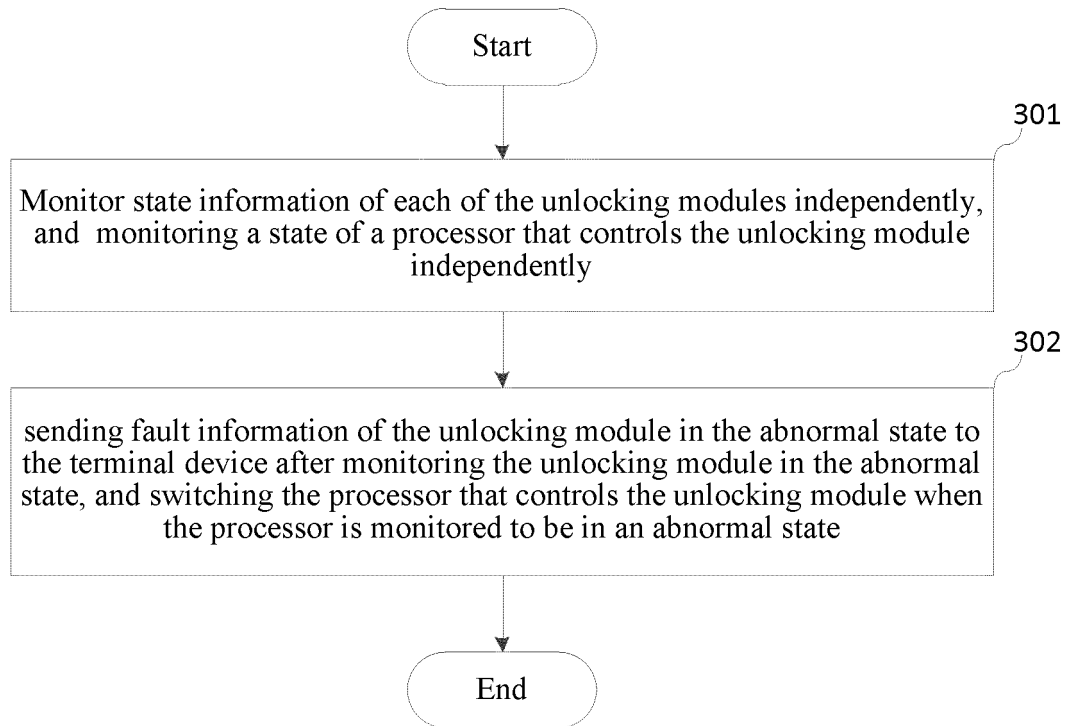 Start
301
Monitor state information of each of the unlocking modules independently,
and monitoring a state of a processor that controls the unlocking module
independently
302
sending fault information of the unlocking module in the abnormal state to
the terminal device after monitoring the unlocking module in the abnormal
state, and switching the processor that controls the unlocking module when
the processor is monitored to be in an abnormal state
End